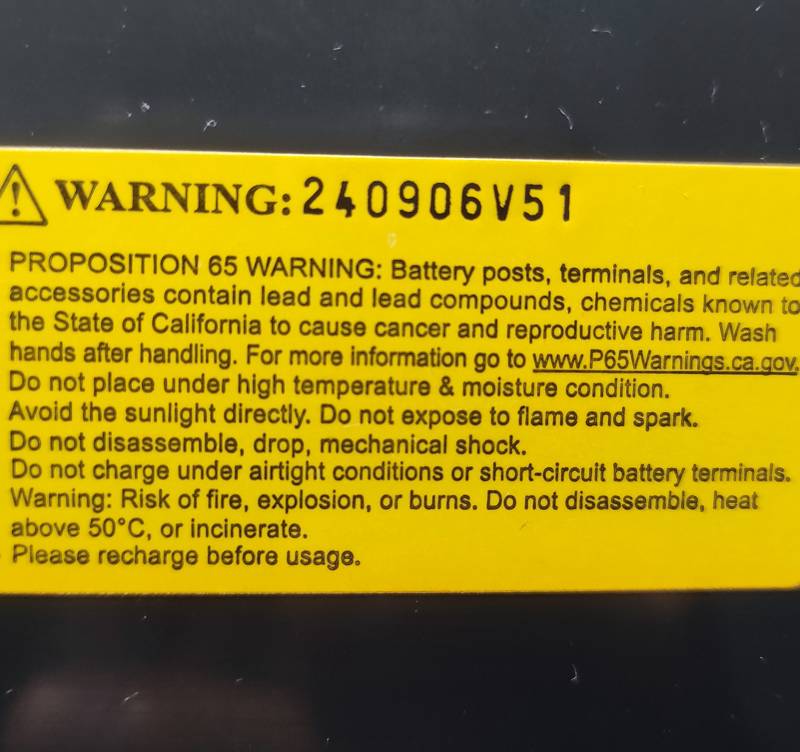 WARNING: 240906V51
PROPOSITION 65 WARNING: Battery posts, terminals, and related
accessories contain lead and lead compounds, chemicals known to
the State of California to cause cancer and reproductive harm. Wash
hands after handling. For more information go to www.P65Warnings.ca.gov.
Do not place under high temperature & moisture condition.
Avoid the sunlight directly. Do not expose to flame and spark.
Do not disassemble, drop, mechanical shock.
Do not charge under airtight conditions or short-circuit battery terminals.
Warning: Risk of fire, explosion, or burns. Do not disassemble, heat
above 50°C, or incinerate.
Please recharge before usage.